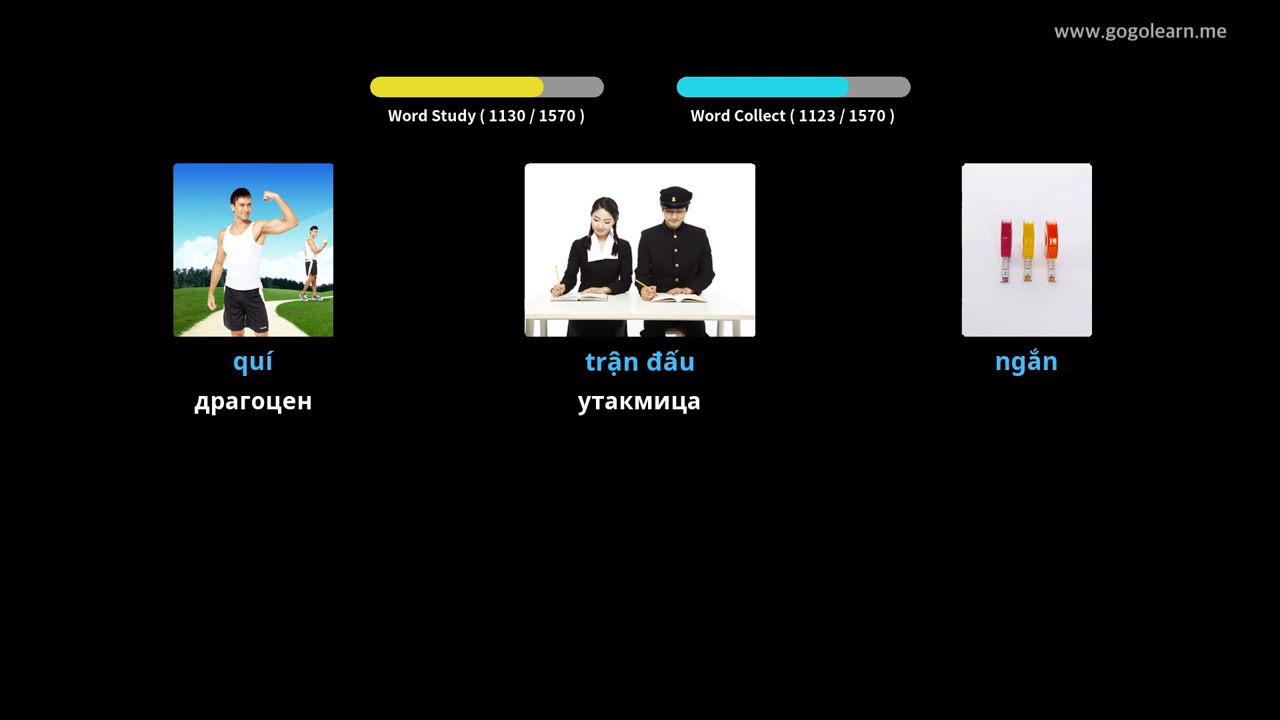 www.gogolearn.me
Word Study ( 1130 / 1570 )
Word Collect ( 1123 / 1570 )
quí
trận đấu
ngắn
драгоцен
утакмица